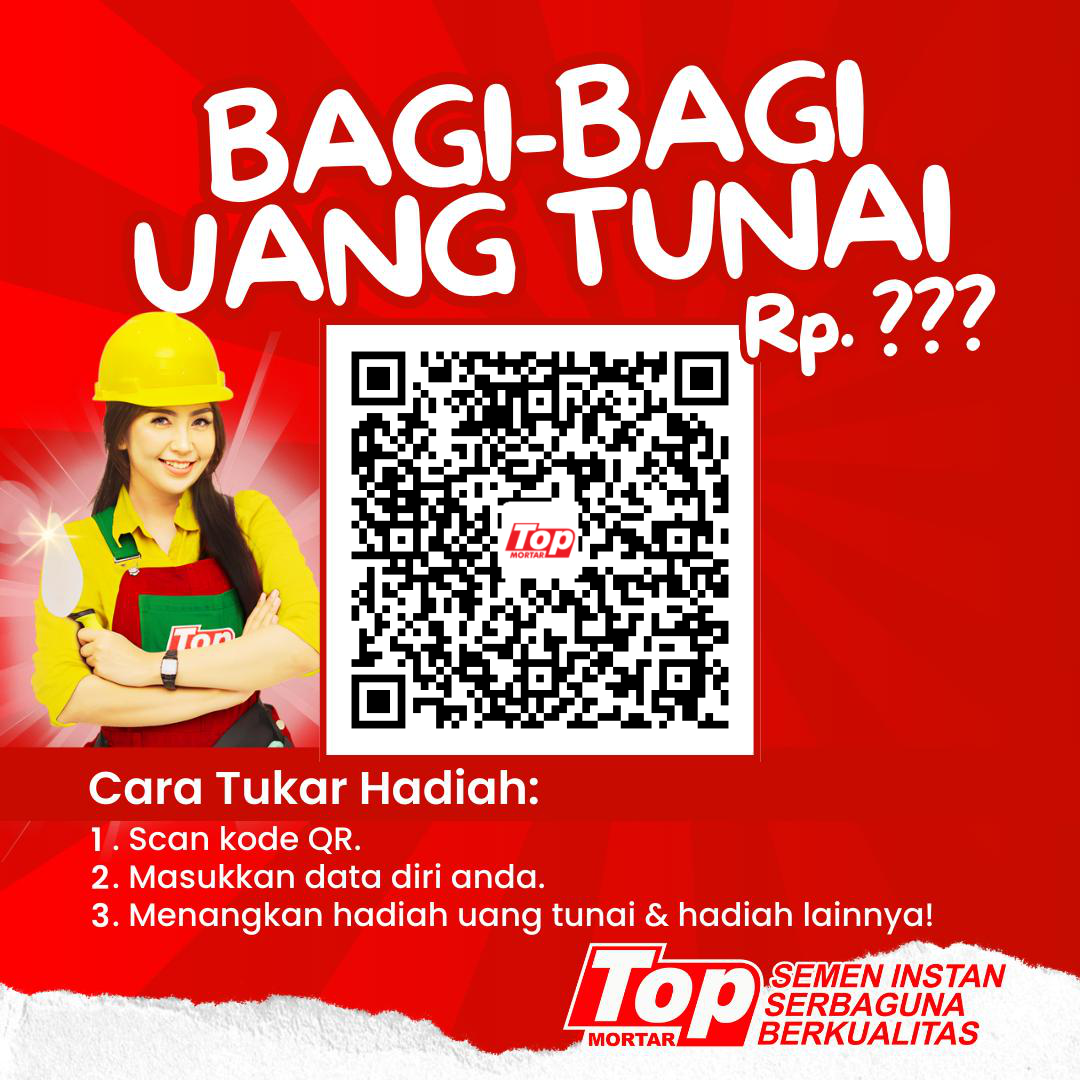 BAGI-BAGI
UANG TUNAI
Rp. ???
Top
MORTAR
Top
Cara Tukar Hadiah:
1. Scan kode QR.
2. Masukkan data diri anda.
3. Menangkan hadiah uang tunai & hadiah lainnya!
Top
MORTAR
SEMEN INSTAN
SERBAGUNA
BERKUALITAS